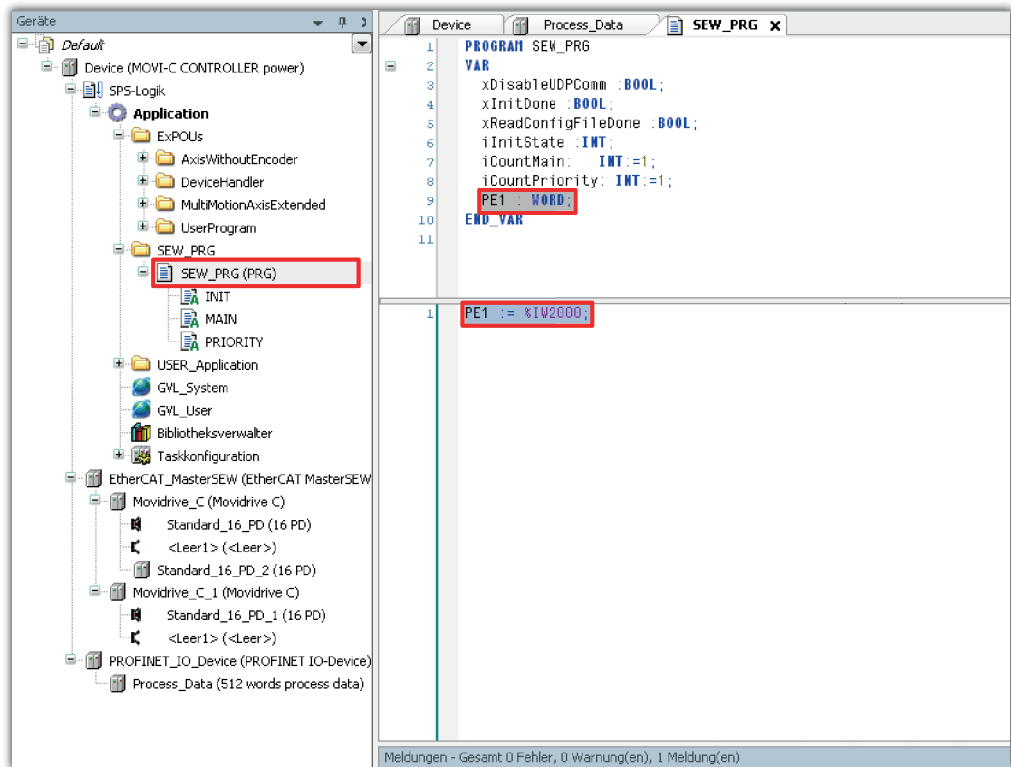 Geräte
Default
Device (MOVI-C CONTROLLER power)
SPS-Logik
Application
ExPOUs
AxisWithoutEncoder
DeviceHandler
MultiMotionAxisExtended
UserProgram
SEW_PRG
SEW_PRG (PRG)
INIT
MAIN
PRIORITY
USER_Application
GVL_System
GVL_User
Bibliotheksverwalter
Taskkonfiguration
EtherCAT_MasterSEW (EtherCAT MasterSEW
Movidrive_C (Movidrive C)
Standard_16_PD (16 PD)
<Leer1> (<Leer>)
Standard_16_PD_2 (16 PD)
Movidrive_C_1 (Movidrive C)
Standard_16_PD_1 (16 PD)
<Leer1> (<Leer>)
PROFINET_IO_Device (PROFINET IO-Device)
Process_Data (512 words process data)
Device Process_Data SEW_PRG X
1 PROGRAM SEW_PRG
2 VAR
3 xDisableUDPComm :BOOL;
4 xInitDone :BOOL;
5 xReadConfigFileDone :BOOL;
6 iInitState :INT;
7 iCountMain: INT:=1;
8 iCountPriority: INT:=1;
9 PE1 : WORD;
10 END_VAR
11
1 PE1 := %IW2000;
Meldungen - Gesamt 0 Fehler, 0 Warnung(en), 1 Meldung(en)